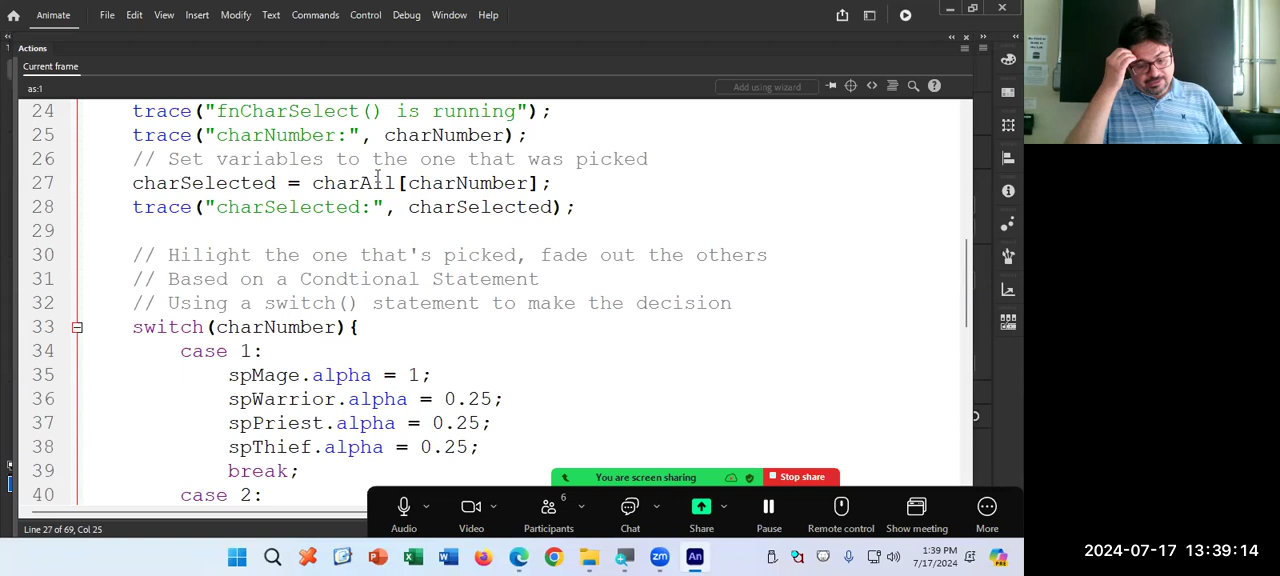 Animate File Edit View Insert Modify Text Commands Control Debug Window Help
Actions
Current frame
as:1
Add using wizard
24 trace("fnCharSelect() is running");
25 trace("charNumber:", charNumber);
26 // Set variables to the one that was picked
27 charSelected = charAll[charNumber];
28 trace("charSelected:", charSelected);
29
30 // Hilight the one that's picked, fade out the others
31 // Based on a Condtional Statement
32 // Using a switch() statement to make the decision
33 switch(charNumber){
34 case 1:
35 spMage.alpha = 1;
36 spWarrior.alpha = 0.25;
37 spPriest.alpha = 0.25;
38 spThief.alpha = 0.25;
39 break;
40 case 2:
You are screen sharing Stop share
6
Audio Video Participants Chat Share Pause Remote control Show meeting More
Line 27 of 69, Col 25
1:39 PM
7/17/2024
2024-07-17 13:39:14